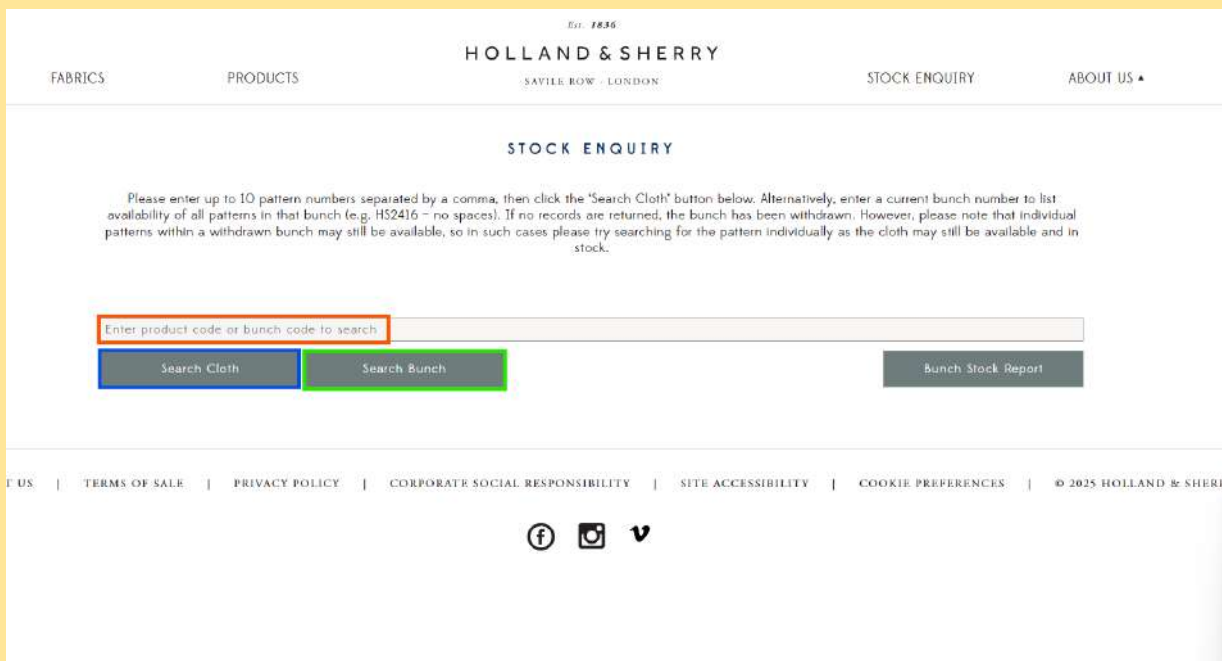 Est. 1836
HOLLAND & SHERRY
SAVILE ROW · LONDON
FABRICS PRODUCTS STOCK ENQUIRY ABOUT US ▲
STOCK ENQUIRY
Please enter up to 10 pattern numbers separated by a comma, then click the "Search Cloth" button below. Alternatively, enter a current bunch number to list
availability of all patterns in that bunch (e.g. HS2416 – no spaces). If no records are returned, the bunch has been withdrawn. However, please note that individual
patterns within a withdrawn bunch may still be available, so in such cases please try searching for the pattern individually as the cloth may still be available and in
stock.
Enter product code or bunch code to search
Search Cloth Search Bunch Bunch Stock Report
T US | TERMS OF SALE | PRIVACY POLICY | CORPORATE SOCIAL RESPONSIBILITY | SITE ACCESSIBILITY | COOKIE PREFERENCES | © 2025 HOLLAND & SHER